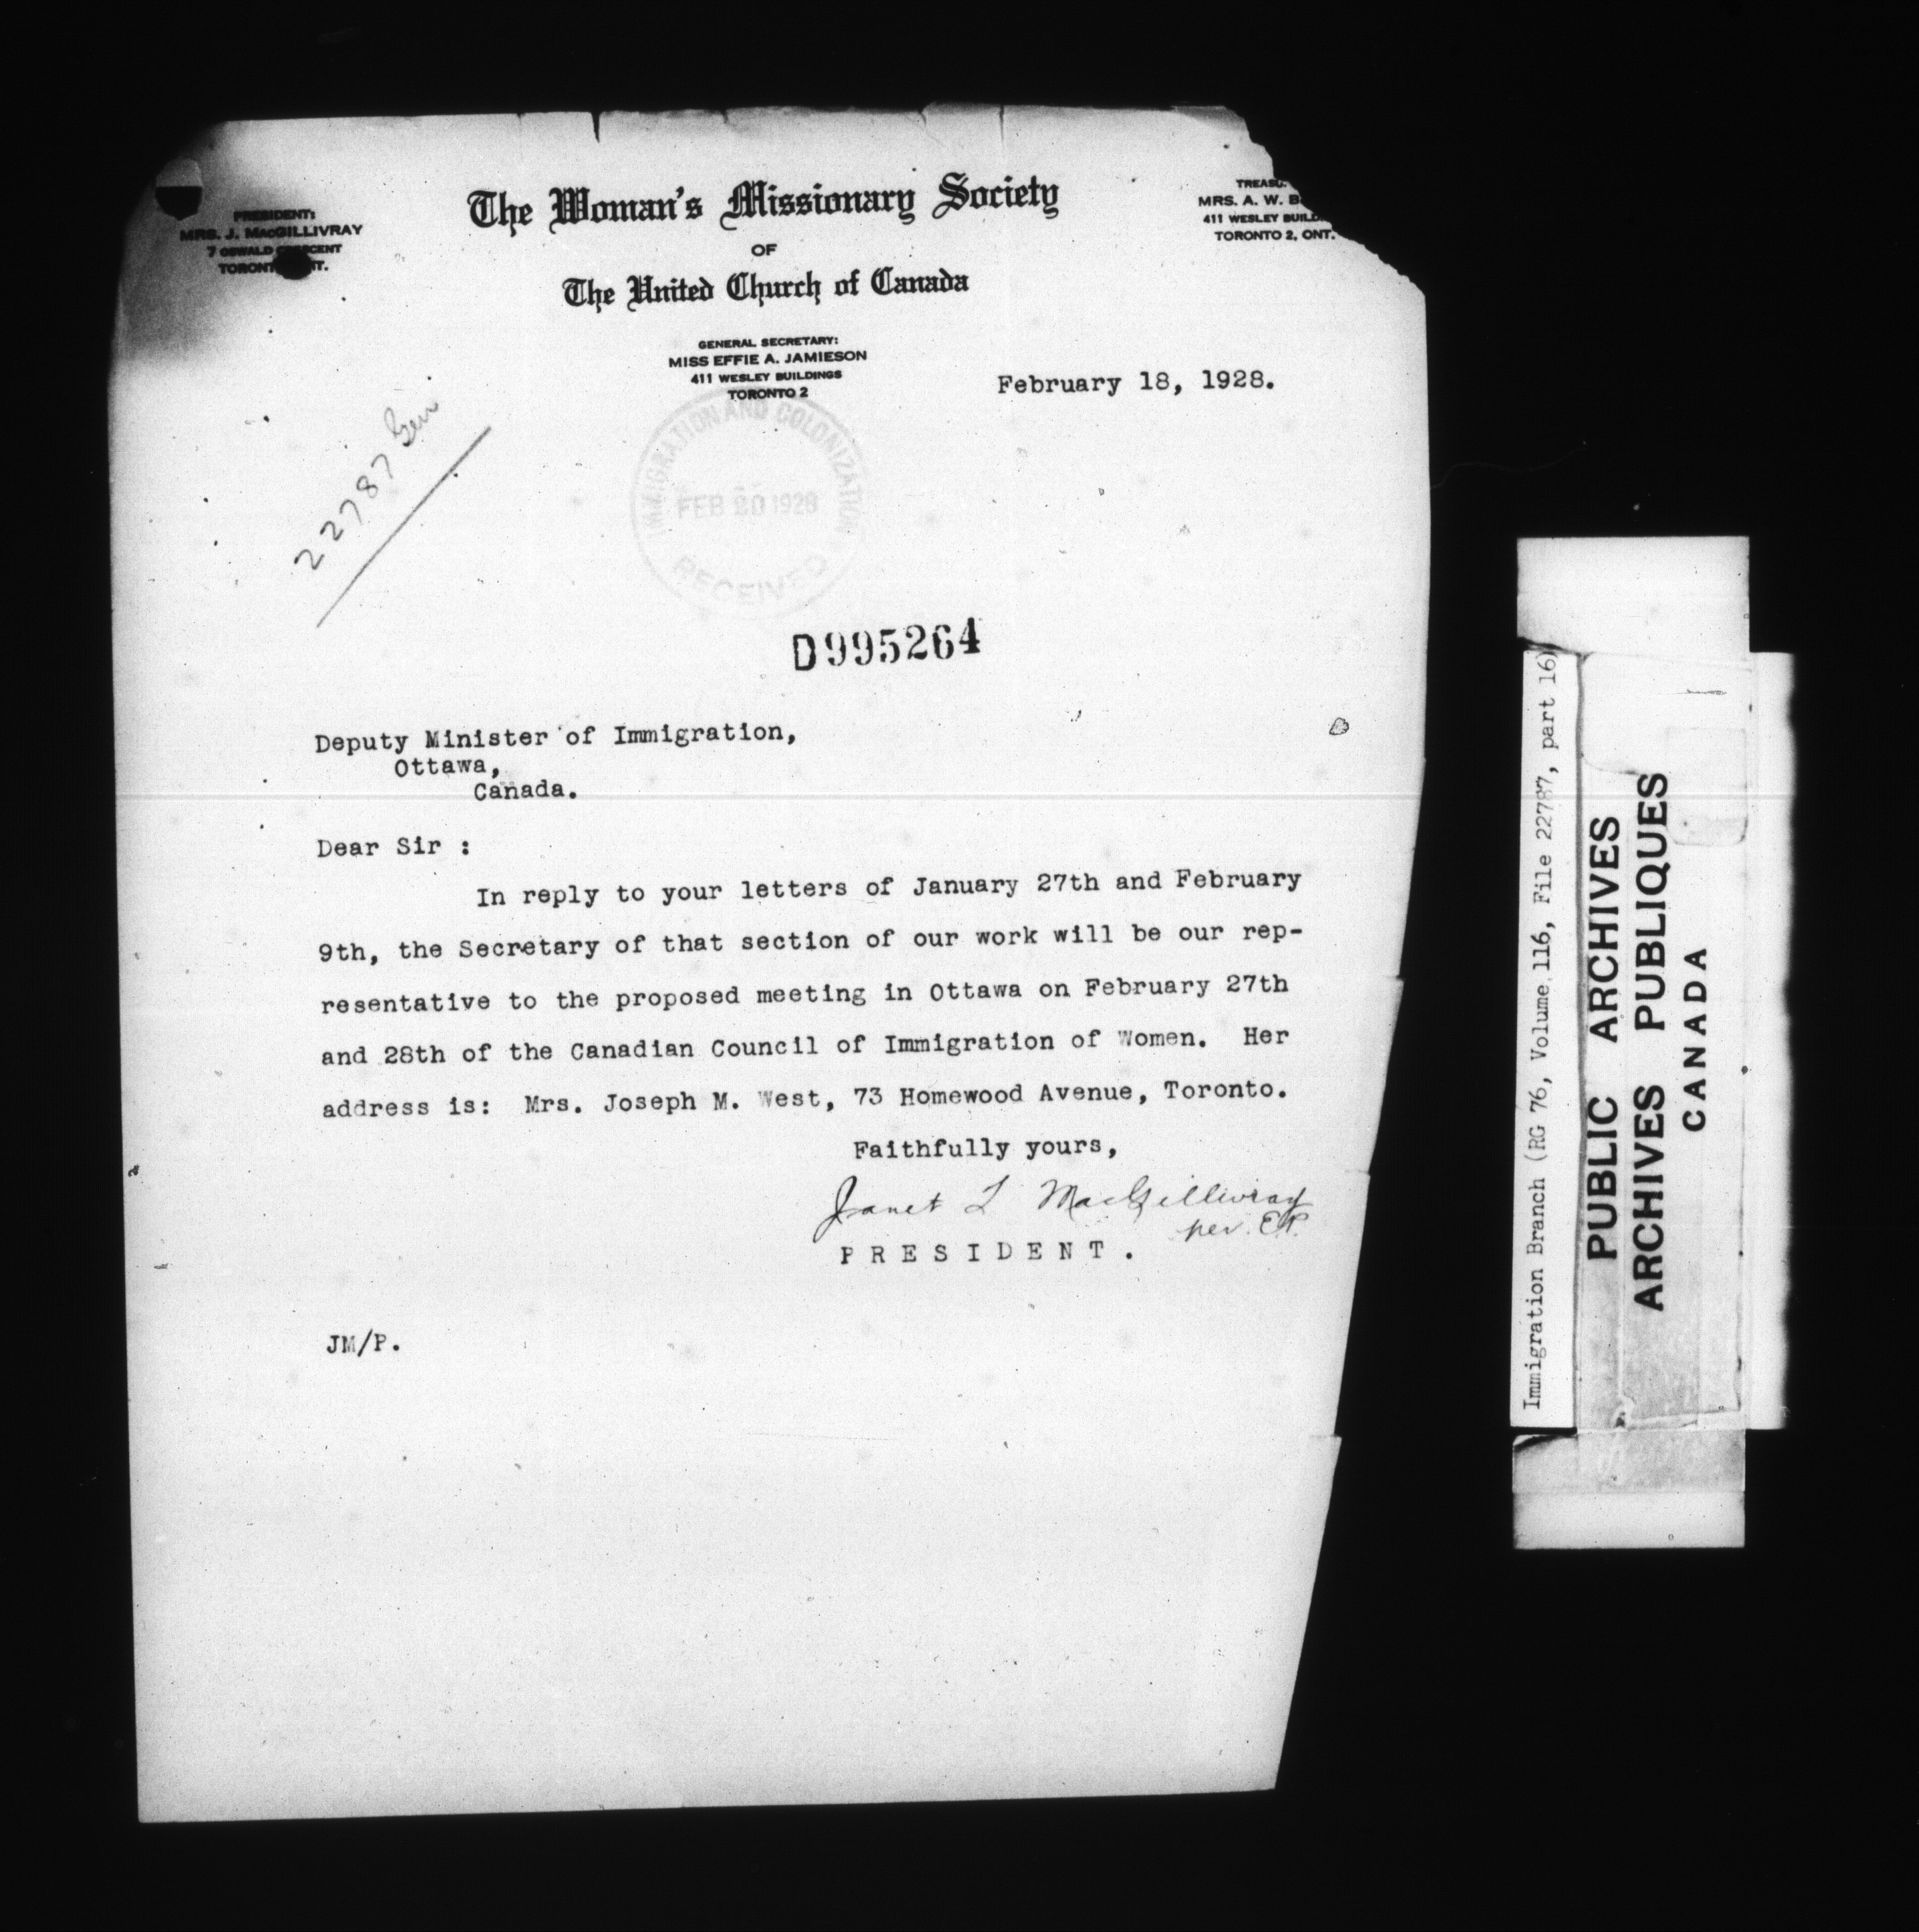 The Woman's Missionary Society
OF
The United Church of Canada
PRESIDENT:
MRS. J. MACGILLIVRAY
7 OSWALD CRESCENT
TORONTO
MRS. A. W.
411 WESLEY
TORONTO 2, ONT.
GENERAL SECRETARY:
MISS EFFIE A. JAMIESON
411 WESLEY BUILDINGS
TORONTO 2
February 18, 1928.
22787 Gen
IMMIGRATION AND COLONIZATION
FEB 20 1928
RECEIVED
D995264
Deputy Minister of Immigration,
Ottawa,
Canada.
Dear Sir :
In reply to your letters of January 27th and February
9th, the Secretary of that section of our work will be our rep-
resentative to the proposed meeting in Ottawa on February 27th
and 28th of the Canadian Council of Immigration of Women. Her
address is: Mrs. Joseph M. West, 73 Homewood Avenue, Toronto.
Faithfully yours,
Janet L MacGillivray
per. E.P.
PRESIDENT.
JM/P.
Immigration Branch (RG 76, Volume 116, File 22787, part 16)
PUBLIC ARCHIVES
ARCHIVES PUBLIQUES
CANADA